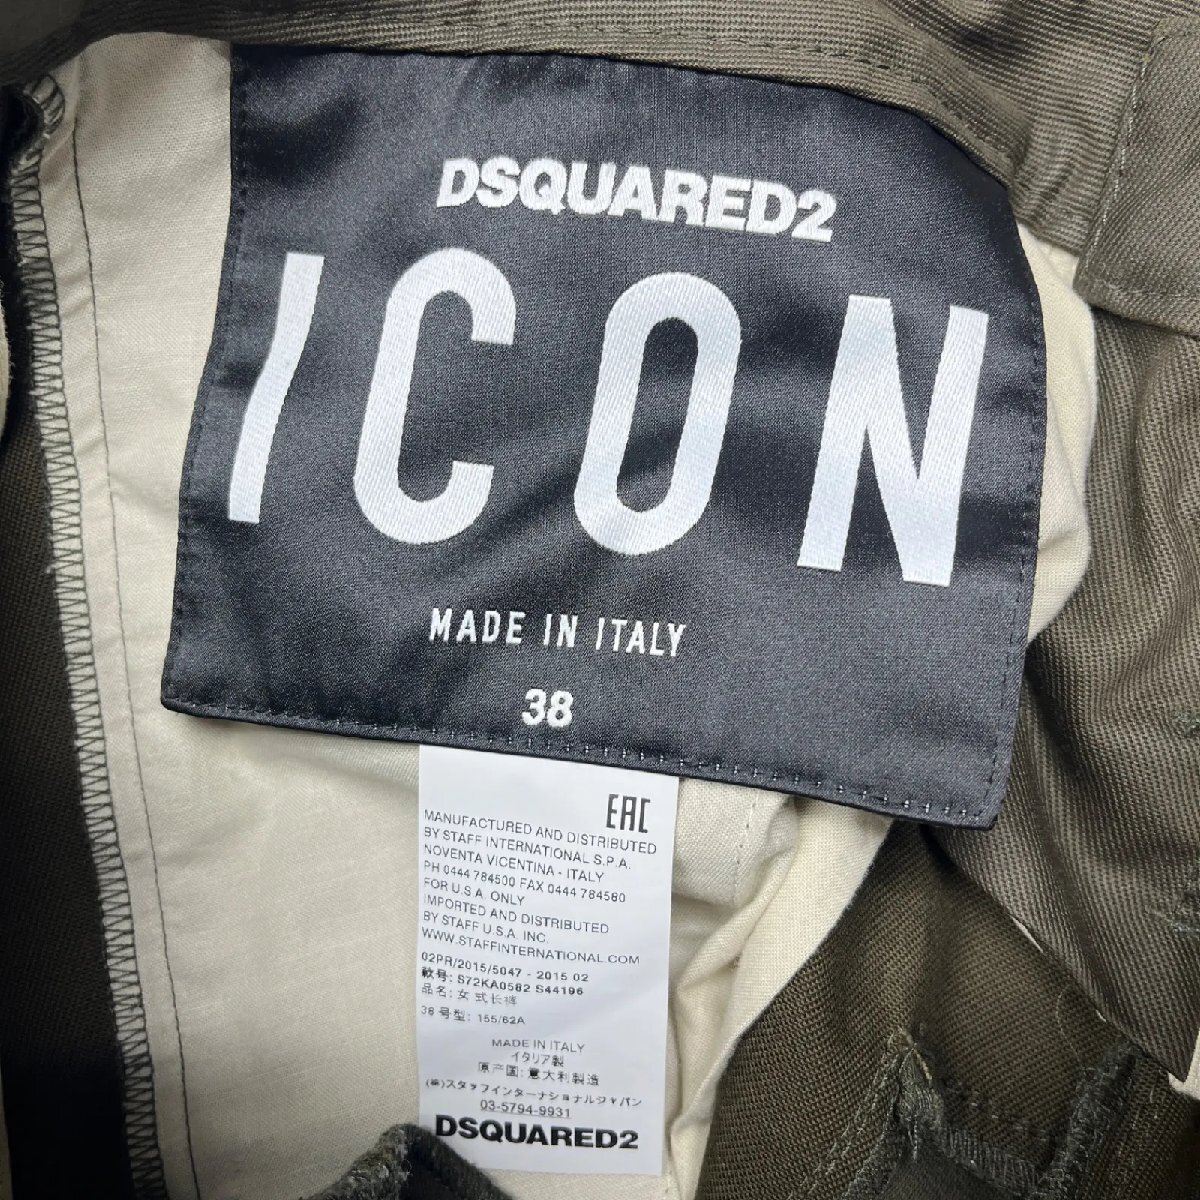 DSQUARED2
ICON
MADE IN ITALY
38
EAC
MANUFACTURED AND DISTRIBUTED
BY STAFF INTERNATIONAL S.P.A.
NOVENTA VICENTINA - ITALY
PH 0444 784500 FAX 0444 784580
FOR U.S.A. ONLY
IMPORTED AND DISTRIBUTED
BY STAFF U.S.A. INC.
WWW.STAFFINTERNATIONAL.COM
02PR/2015/5047 - 2015 02
款号: S72KA0582 S44196
品名: 女 式长裤
38 号型: 155/62A
MADE IN ITALY
イタリア製
原产国: 意大利製造
(株)スタッフインターナショナルジャパン
03-5794-9931
DSQUARED2